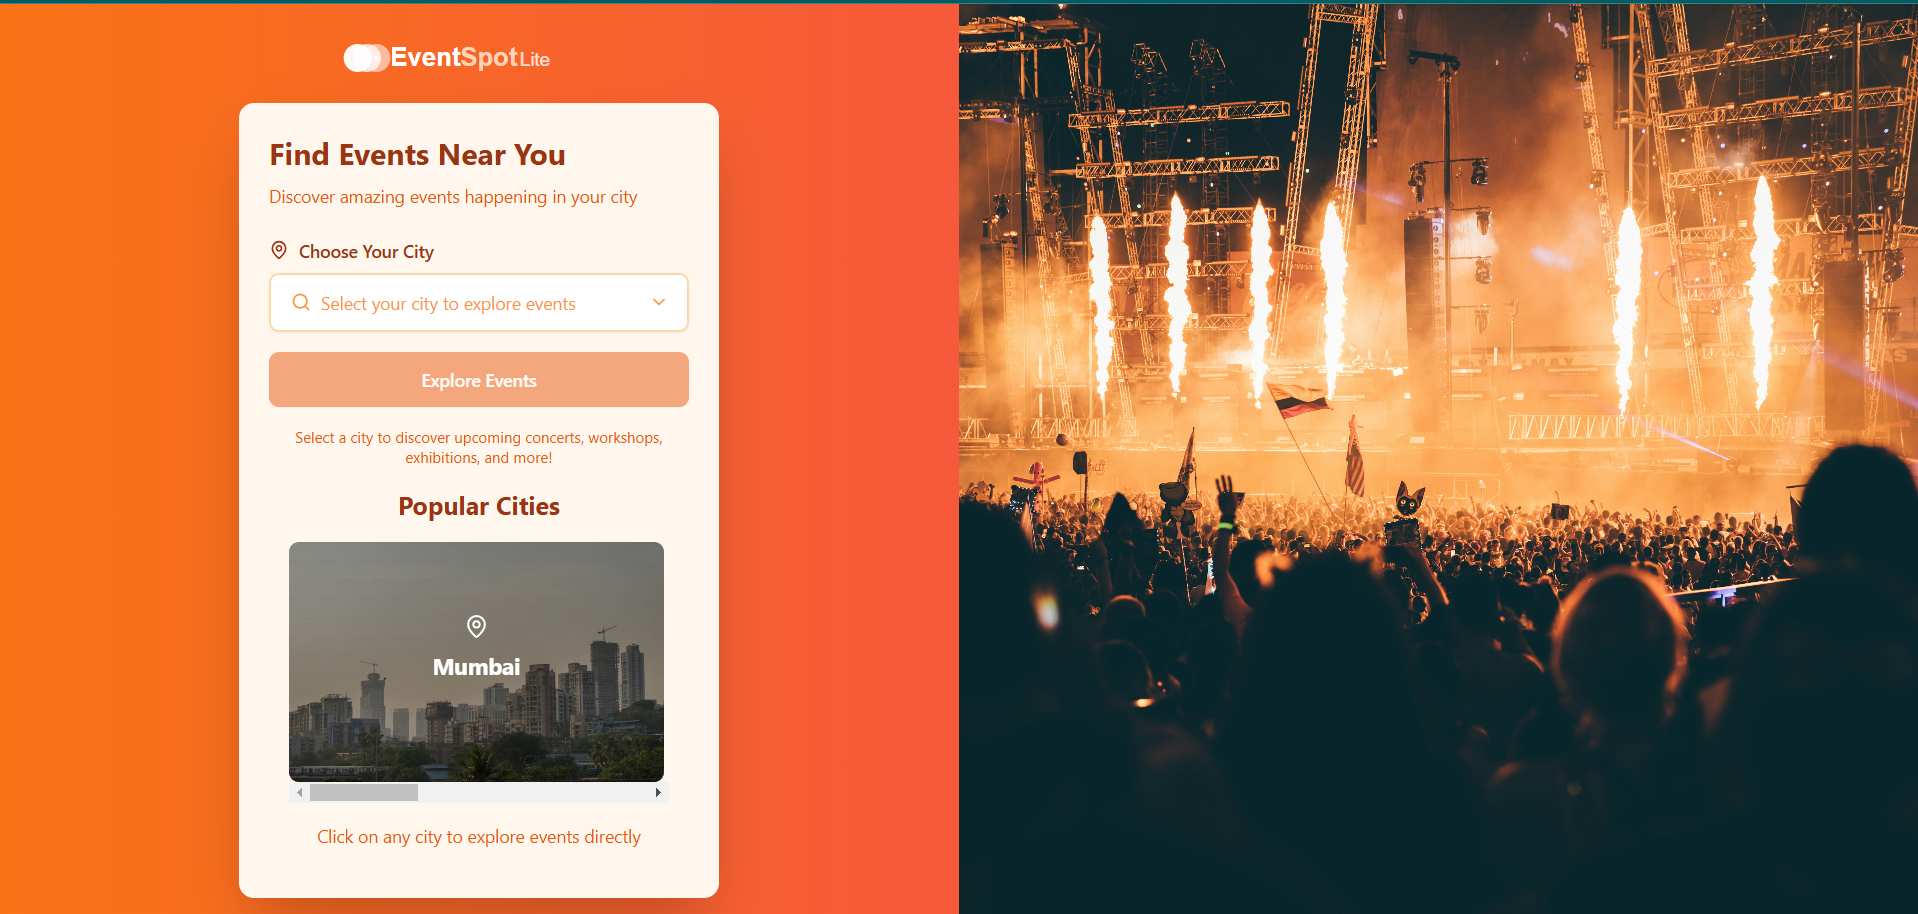 EventSpot Lite
Find Events Near You
Discover amazing events happening in your city
Choose Your City
Select your city to explore events
Explore Events
Select a city to discover upcoming concerts, workshops,
exhibitions, and more!
Popular Cities
Mumbai
Click on any city to explore events directly